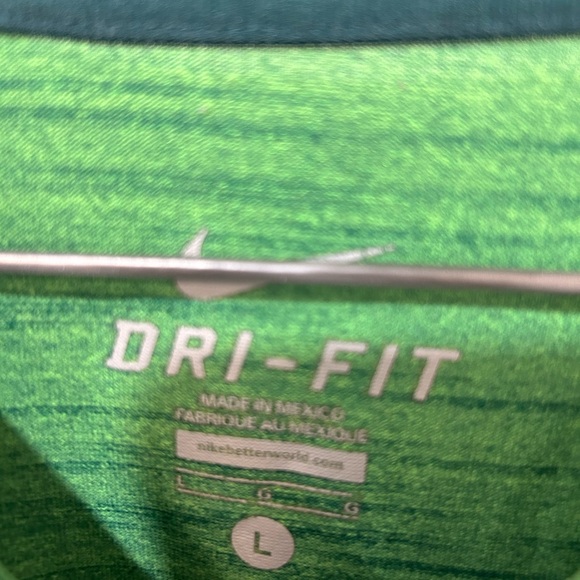 DRI-FIT
MADE IN MEXICO
FABRIQUE AU MEXIQUE
nikebetterworld.com
L G G
L